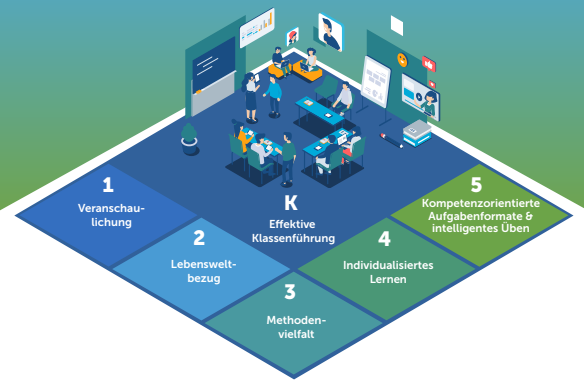 1
Veranschau-
lichung
2
Lebenswelt-
bezug
K
Effektive
Klassenführung
3
Methoden-
vielfalt
4
Individualisiertes
Lernen
5
Kompetenzorientierte
Aufgabenformate &
intelligentes Üben